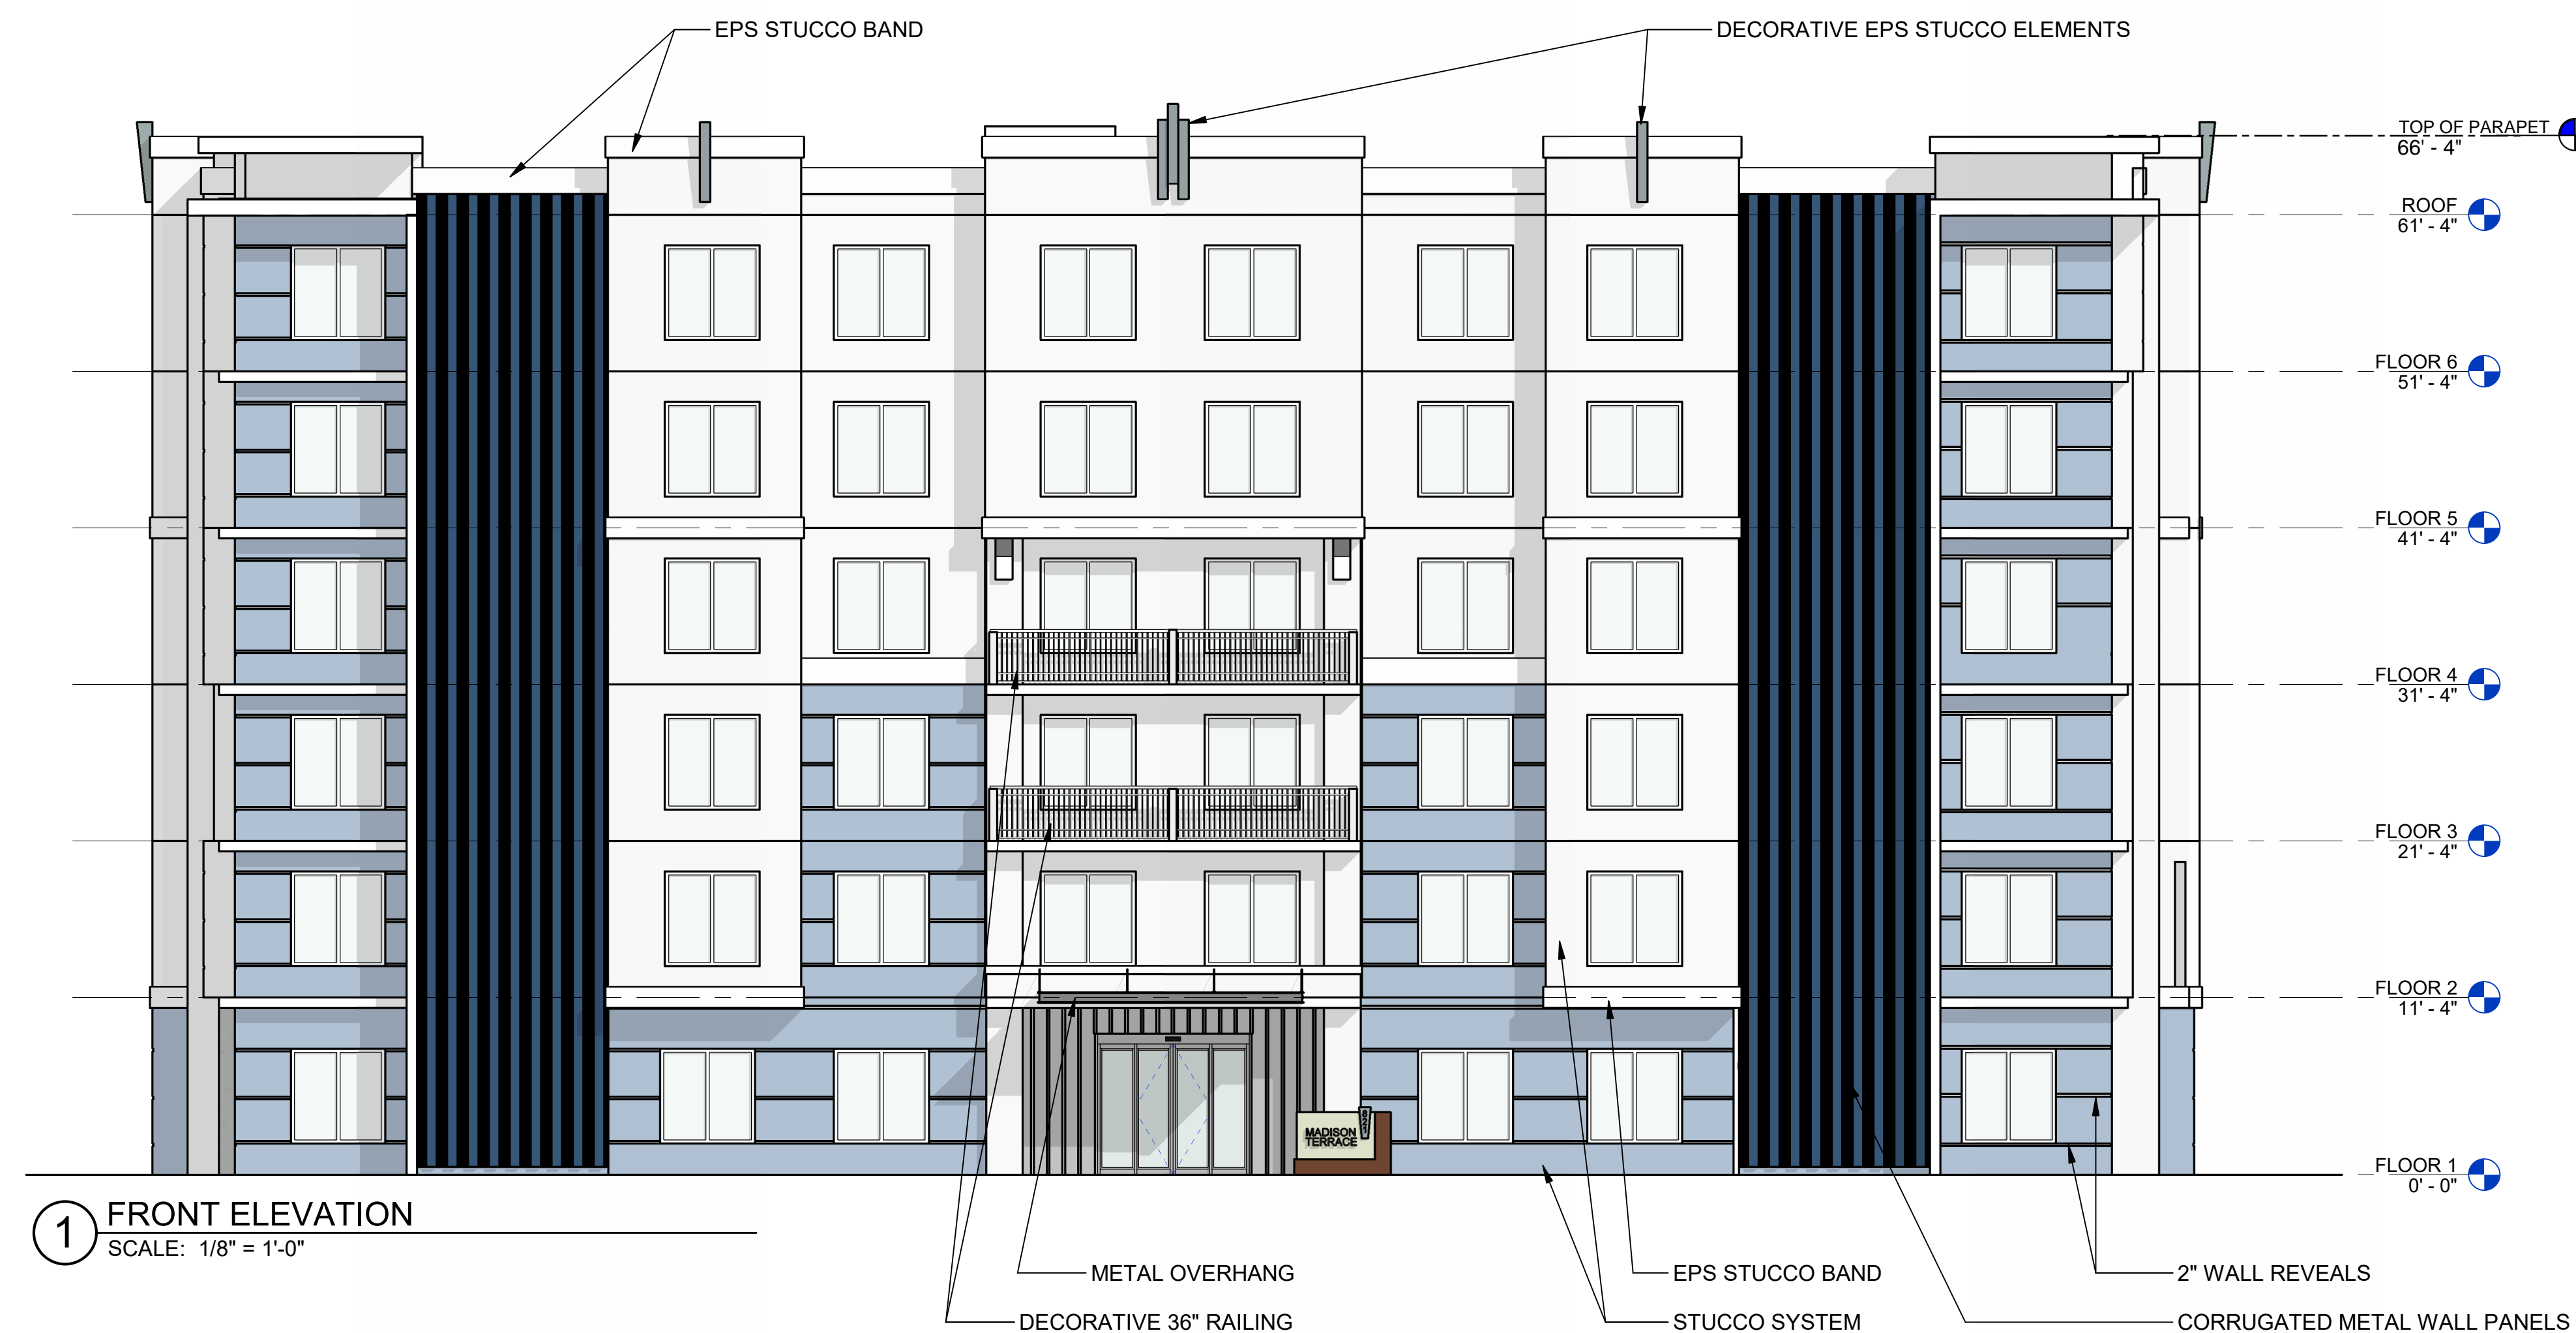 EPS STUCCO BAND
DECORATIVE EPS STUCCO ELEMENTS
TOP OF PARAPET
66' - 4"
ROOF
61' - 4"
FLOOR 6
51' - 4"
FLOOR 5
41' - 4"
FLOOR 4
31' - 4"
FLOOR 3
21' - 4"
FLOOR 2
11' - 4"
821
MADISON
TERRACE
FLOOR 1
0' - 0"
1
FRONT ELEVATION
SCALE: 1/8" = 1'-0"
METAL OVERHANG
EPS STUCCO BAND
2" WALL REVEALS
DECORATIVE 36" RAILING
STUCCO SYSTEM
CORRUGATED METAL WALL PANELS